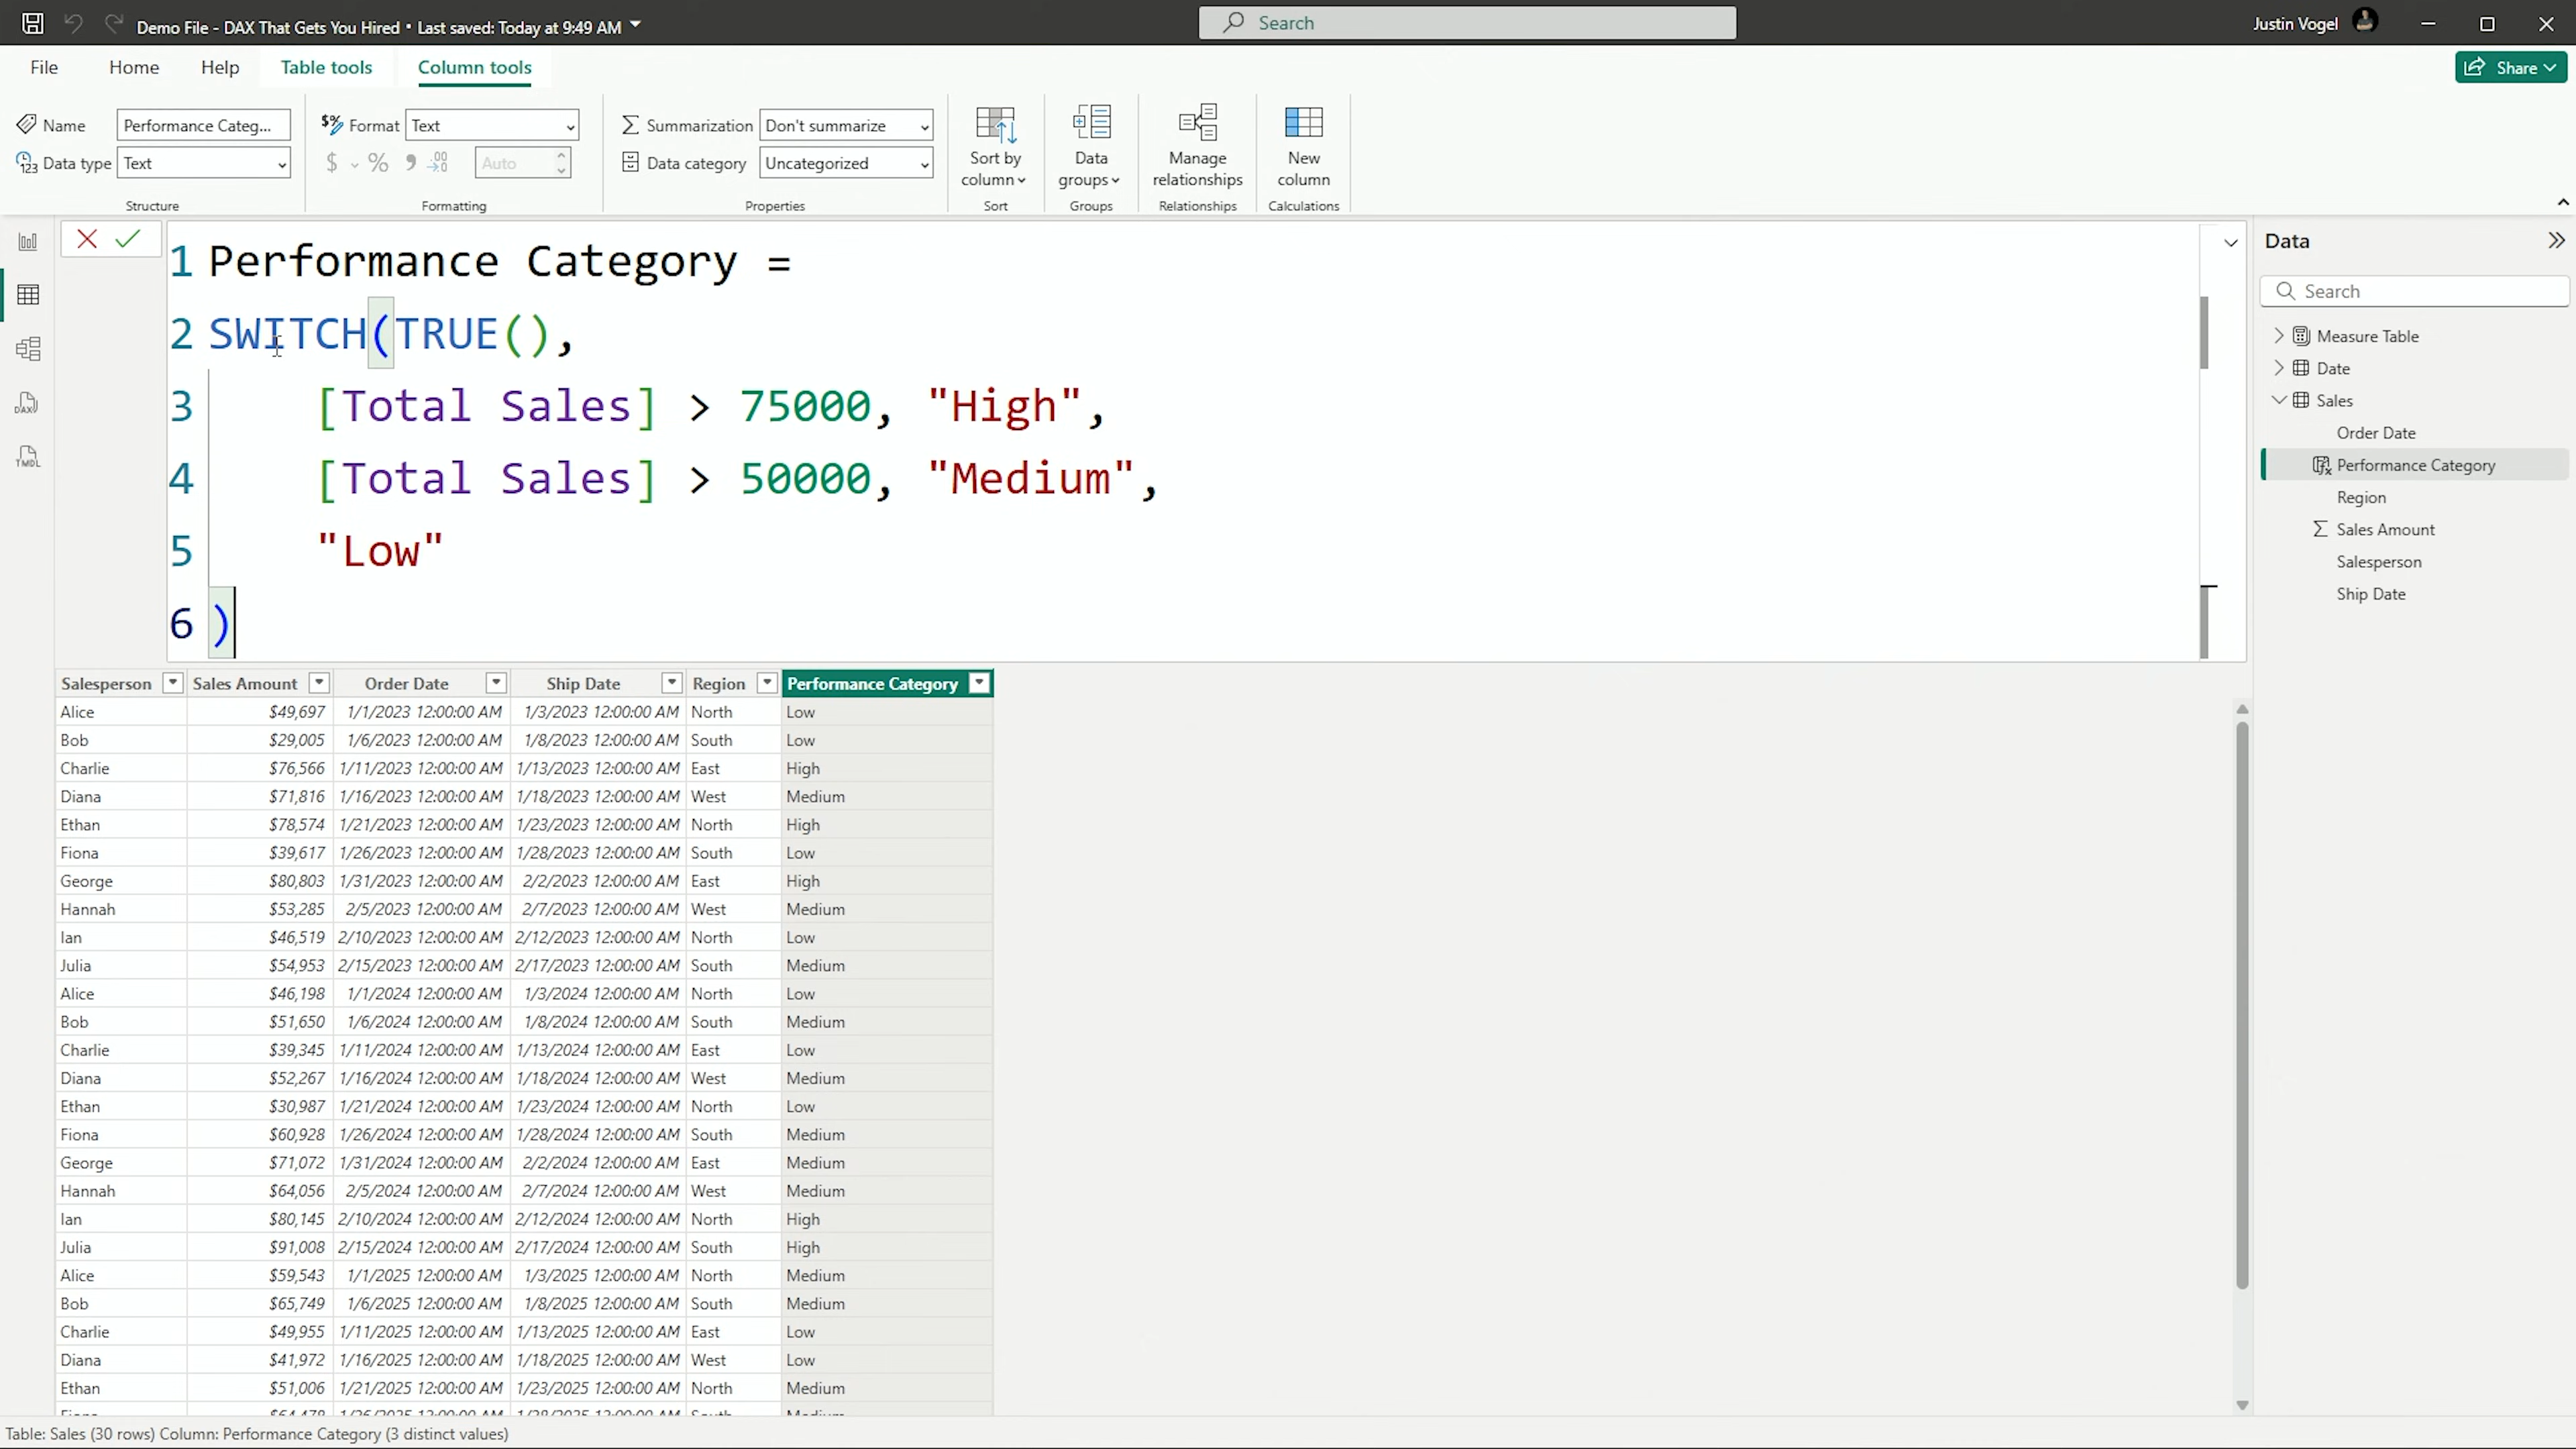 Demo File - DAX That Gets You Hired • Last saved: Today at 9:49 AM
Search
Justin Vogel
File Home Help Table tools Column tools
Share
Name Performance Categ...
Data type Text
Structure
$% Format Text
$ % Auto
Formatting
Summarization Don't summarize
Data category Uncategorized
Properties
Sort by column
Sort
Data groups
Groups
Manage relationships
Relationships
New column
Calculations
1 Performance Category =
2 SWITCH(TRUE(),
3 [Total Sales] > 75000, "High",
4 [Total Sales] > 50000, "Medium",
5 "Low"
6 )
DAX
TMDL
Data
Search
Measure Table
Date
Sales
Order Date
Performance Category
Region
Sales Amount
Salesperson
Ship Date
Salesperson Sales Amount Order Date Ship Date Region Performance Category
Alice $49,697 1/1/2023 12:00:00 AM 1/3/2023 12:00:00 AM North Low
Bob $29,005 1/6/2023 12:00:00 AM 1/8/2023 12:00:00 AM South Low
Charlie $76,566 1/11/2023 12:00:00 AM 1/13/2023 12:00:00 AM East High
Diana $71,816 1/16/2023 12:00:00 AM 1/18/2023 12:00:00 AM West Medium
Ethan $78,574 1/21/2023 12:00:00 AM 1/23/2023 12:00:00 AM North High
Fiona $39,617 1/26/2023 12:00:00 AM 1/28/2023 12:00:00 AM South Low
George $80,803 1/31/2023 12:00:00 AM 2/2/2023 12:00:00 AM East High
Hannah $53,285 2/5/2023 12:00:00 AM 2/7/2023 12:00:00 AM West Medium
Ian $46,519 2/10/2023 12:00:00 AM 2/12/2023 12:00:00 AM North Low
Julia $54,953 2/15/2023 12:00:00 AM 2/17/2023 12:00:00 AM South Medium
Alice $46,198 1/1/2024 12:00:00 AM 1/3/2024 12:00:00 AM North Low
Bob $51,650 1/6/2024 12:00:00 AM 1/8/2024 12:00:00 AM South Medium
Charlie $39,345 1/11/2024 12:00:00 AM 1/13/2024 12:00:00 AM East Low
Diana $52,267 1/16/2024 12:00:00 AM 1/18/2024 12:00:00 AM West Medium
Ethan $30,987 1/21/2024 12:00:00 AM 1/23/2024 12:00:00 AM North Low
Fiona $60,928 1/26/2024 12:00:00 AM 1/28/2024 12:00:00 AM South Medium
George $71,072 1/31/2024 12:00:00 AM 2/2/2024 12:00:00 AM East Medium
Hannah $64,056 2/5/2024 12:00:00 AM 2/7/2024 12:00:00 AM West Medium
Ian $80,145 2/10/2024 12:00:00 AM 2/12/2024 12:00:00 AM North High
Julia $91,008 2/15/2024 12:00:00 AM 2/17/2024 12:00:00 AM South High
Alice $59,543 1/1/2025 12:00:00 AM 1/3/2025 12:00:00 AM North Medium
Bob $65,749 1/6/2025 12:00:00 AM 1/8/2025 12:00:00 AM South Medium
Charlie $49,955 1/11/2025 12:00:00 AM 1/13/2025 12:00:00 AM East Low
Diana $41,972 1/16/2025 12:00:00 AM 1/18/2025 12:00:00 AM West Low
Ethan $51,006 1/21/2025 12:00:00 AM 1/23/2025 12:00:00 AM North Medium
Table: Sales (30 rows) Column: Performance Category (3 distinct values)